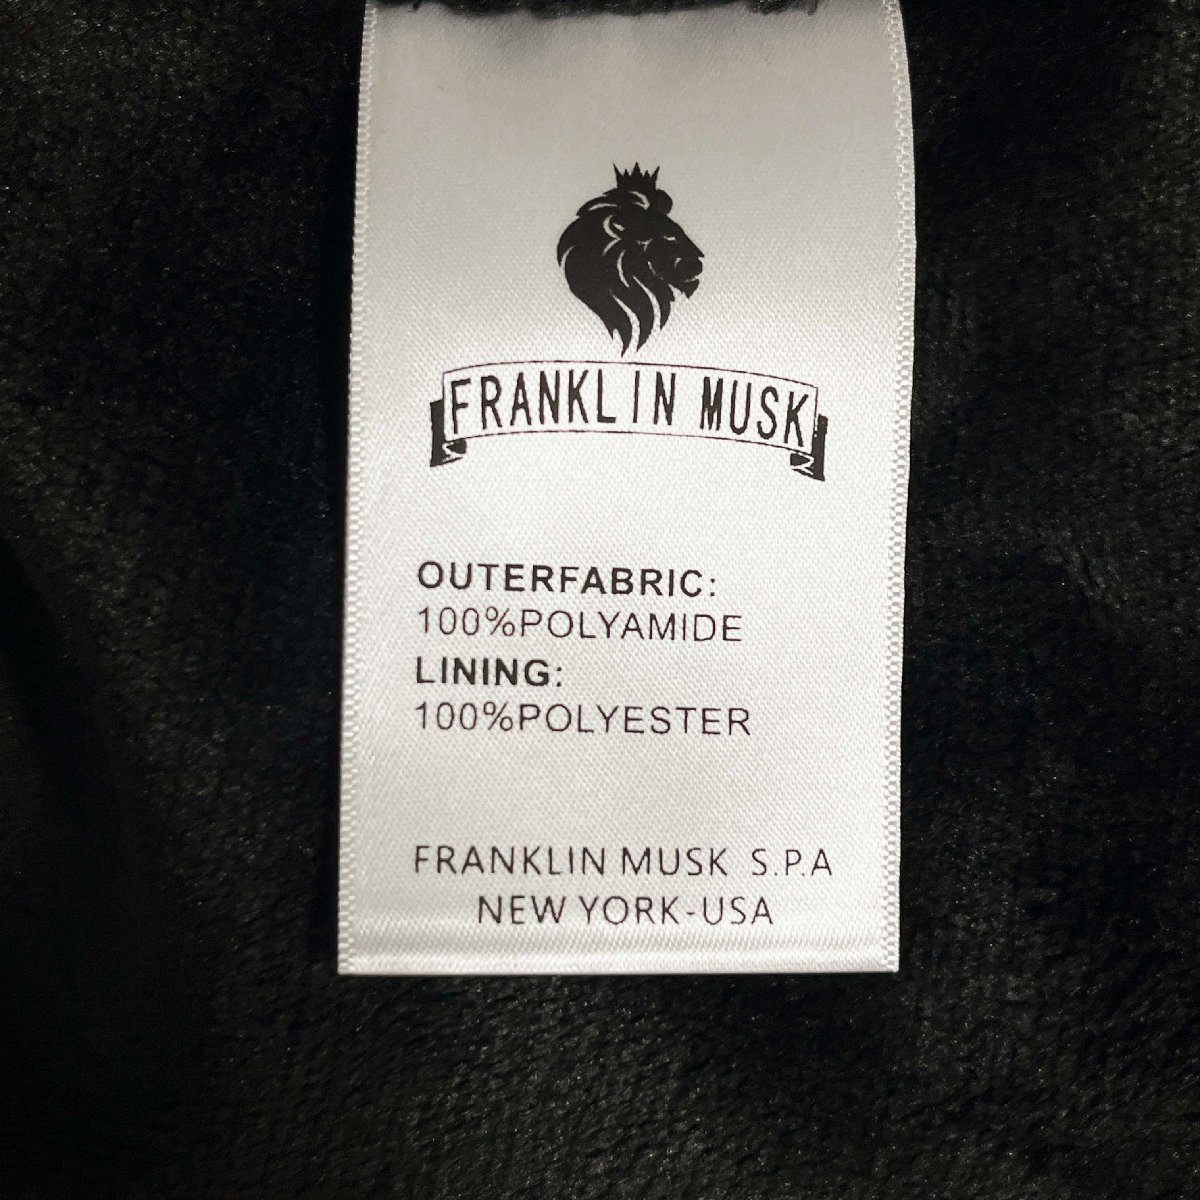 FRANKLIN MUSK
OUTERFABRIC:
100%POLYAMIDE
LINING:
100%POLYESTER
FRANKLIN MUSK S.P.A
NEW YORK-USA